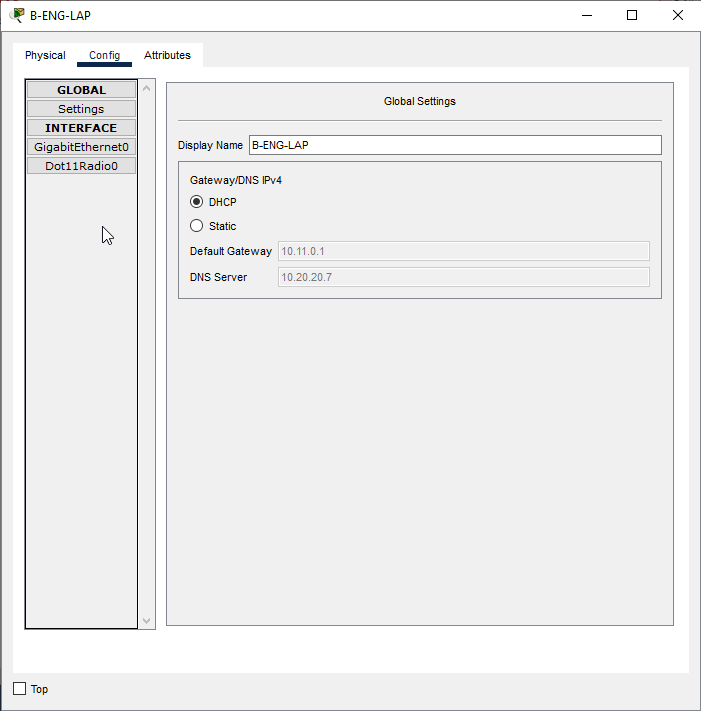 B-ENG-LAP
Physical Config Attributes
GLOBAL
Settings
INTERFACE
GigabitEthernet0
Dot11Radio0
Global Settings
Display Name B-ENG-LAP
Gateway/DNS IPv4
DHCP
Static
Default Gateway 10.11.0.1
DNS Server 10.20.20.7
Top